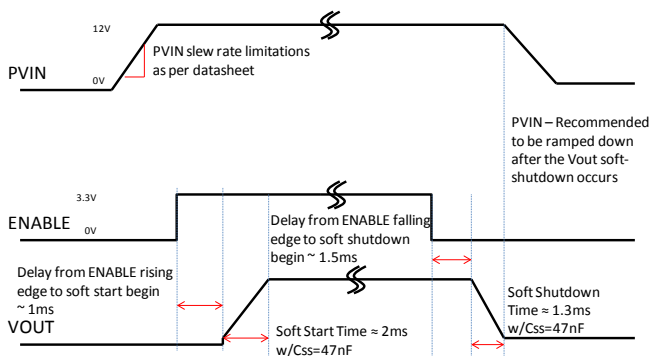 12V
PVIN
0V
PVIN slew rate limitations
as per datasheet
PVIN – Recommended
to be ramped down
after the Vout soft-
shutdown occurs
3.3V
ENABLE
0V
Delay from ENABLE falling
edge to soft shutdown
begin ~ 1.5ms
Delay from ENABLE rising
edge to soft start begin
~ 1ms
VOUT
Soft Start Time ≈ 2ms
w/Css=47nF
Soft Shutdown
Time ≈ 1.3ms
w/Css=47nF